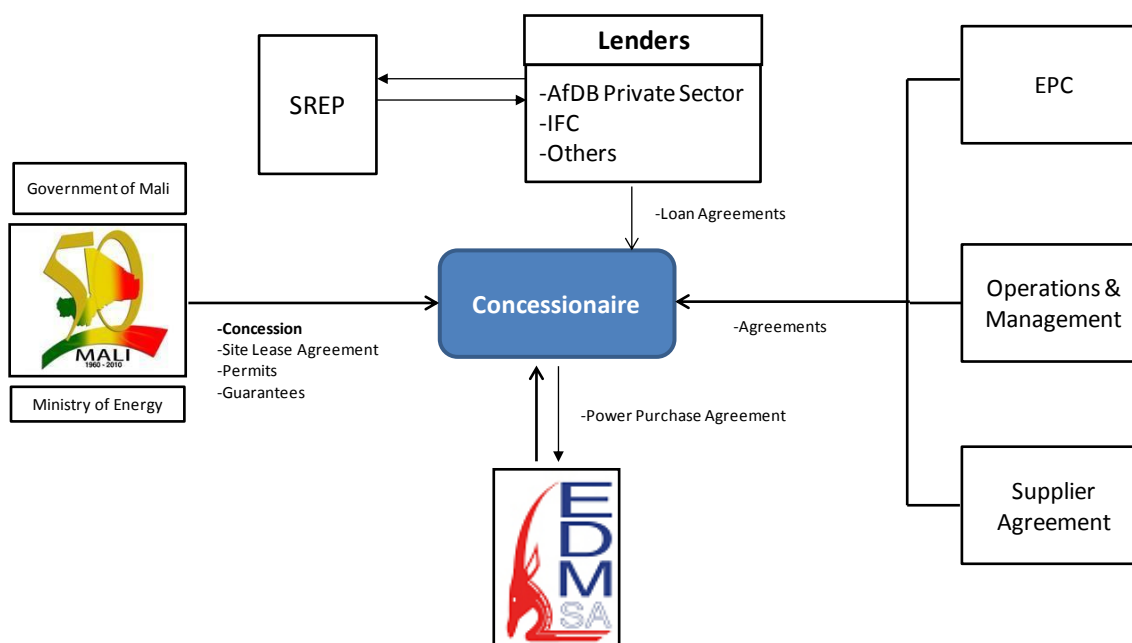 Lenders
SREP
-AfDB Private Sector
-IFC
-Others
EPC
Government of Mali
50
MALI
1960 - 2010
Ministry of Energy
-Loan Agreements
Concessionaire
-Concession
-Site Lease Agreement
-Permits
-Guarantees
-Agreements
Operations &
Management
-Power Purchase Agreement
EDM
SA
Supplier
Agreement